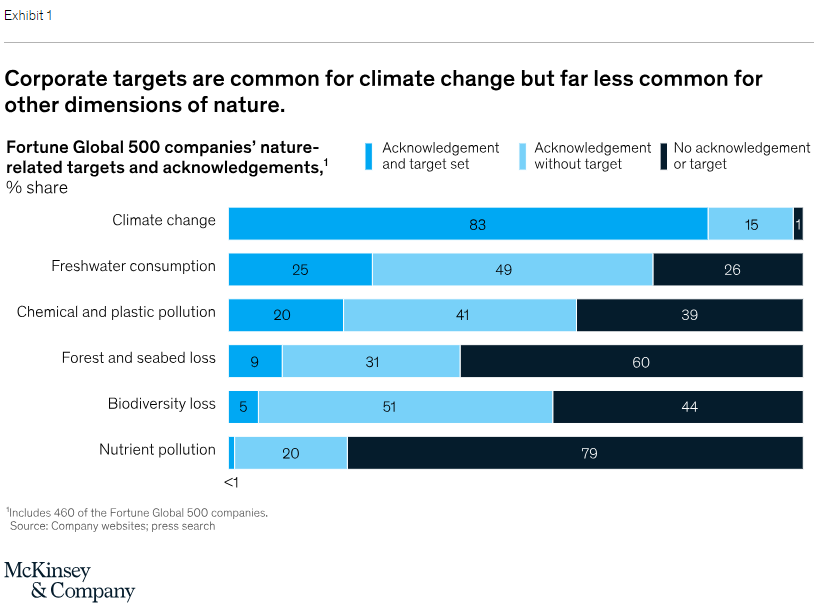 Exhibit 1
Corporate targets are common for climate change but far less common for
other dimensions of nature.
Fortune Global 500 companies’ nature-
related targets and acknowledgements,¹
% share
Acknowledgement
and target set
Acknowledgement
without target
No acknowledgement
or target
Climate change 83 15 1
Freshwater consumption 25 49 26
Chemical and plastic pollution 20 41 39
Forest and seabed loss 9 31 60
Biodiversity loss 5 51 44
Nutrient pollution 20 79
<1
¹Includes 460 of the Fortune Global 500 companies.
Source: Company websites; press search
McKinsey
& Company